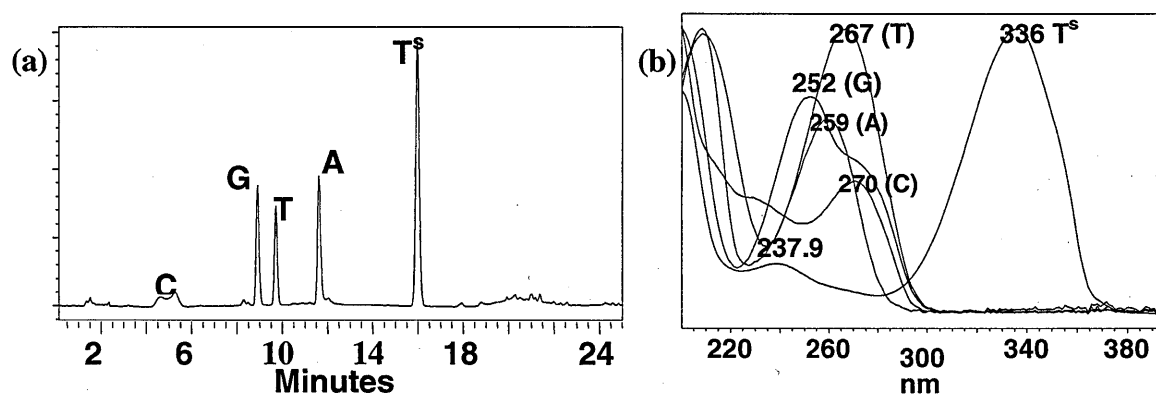 (a)
T^S
G
T
A
C
2 6 10 14 18 24
Minutes
(b)
267 (T)
336 T^S
252 (G)
259 (A)
270 (C)
237.9
220 260 300 340 380
nm